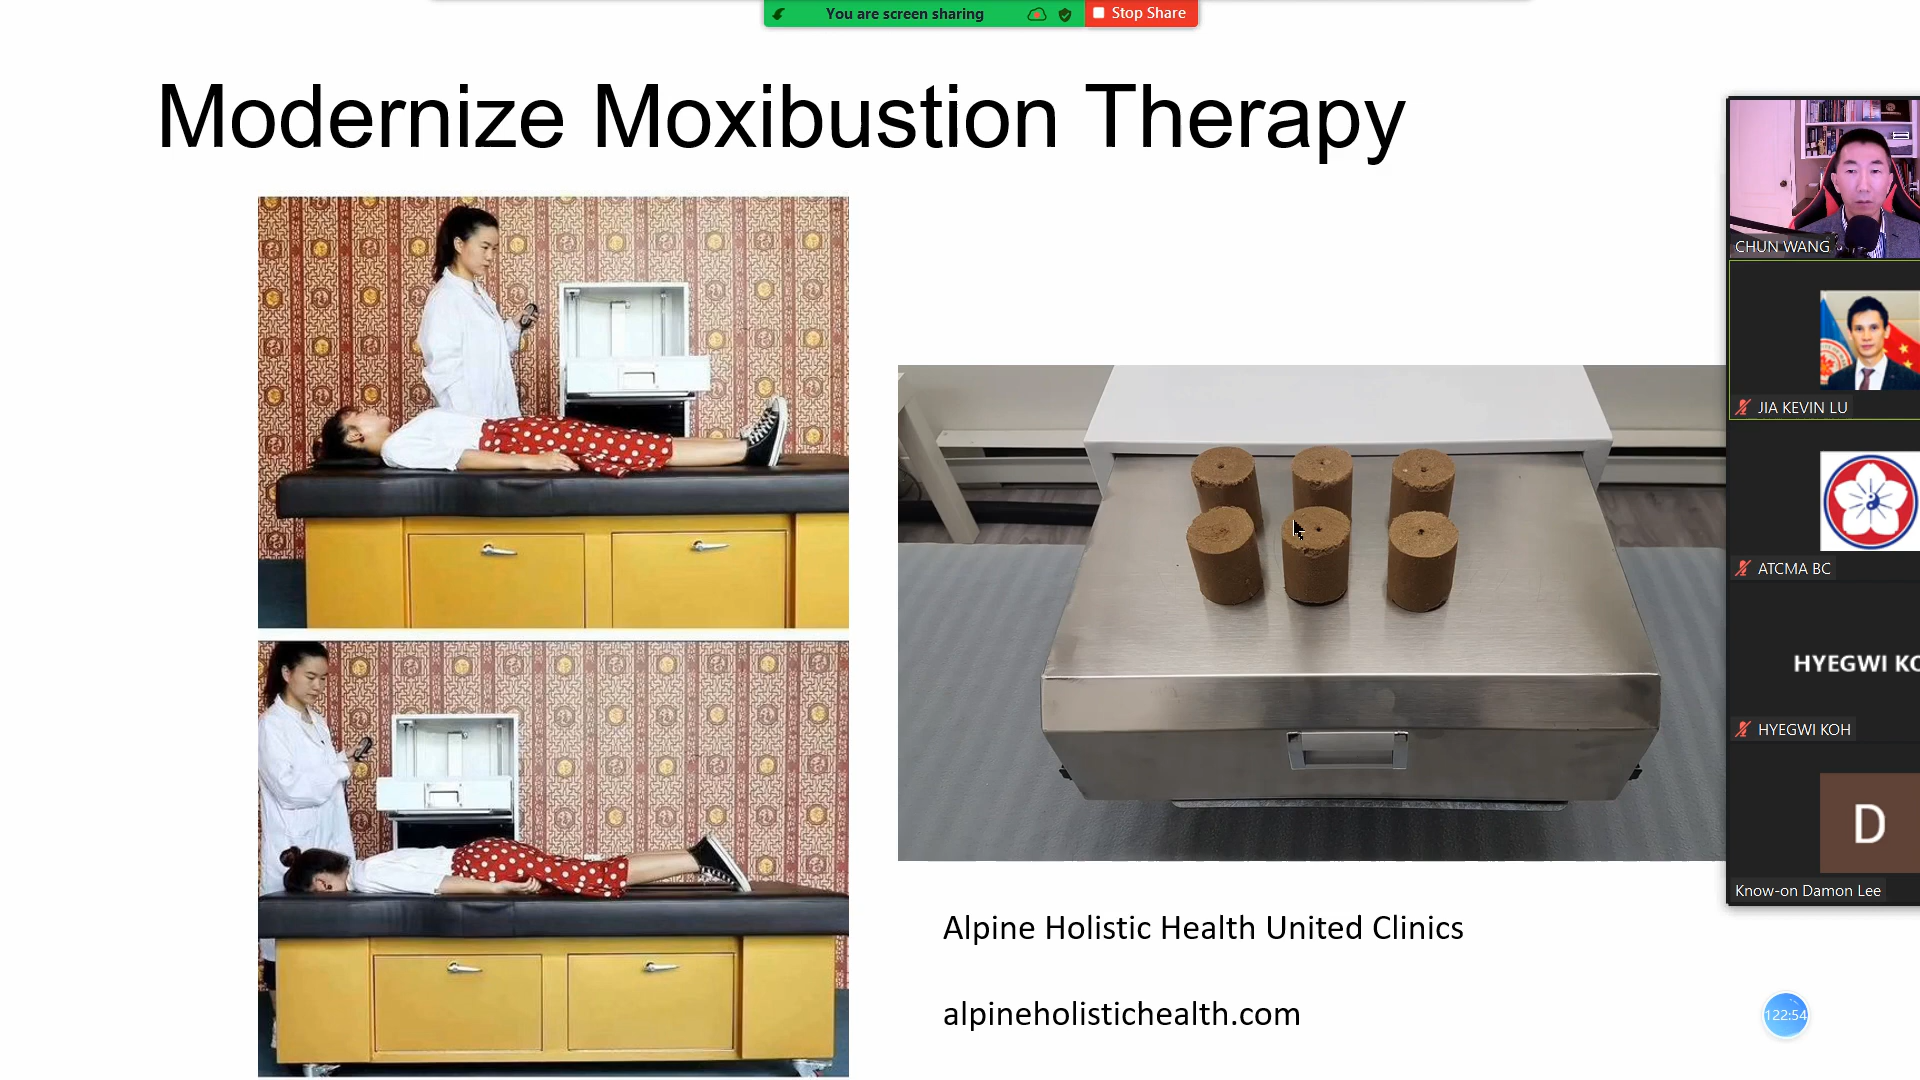 You are screen sharing
Stop Share
Modernize Moxibustion Therapy
CHUN WANG
JIA KEVIN LU
ATCMA BC
HYEGWI KO
HYEGWI KOH
D
Know-on Damon Lee
Alpine Holistic Health United Clinics
alpineholistichealth.com
122:54